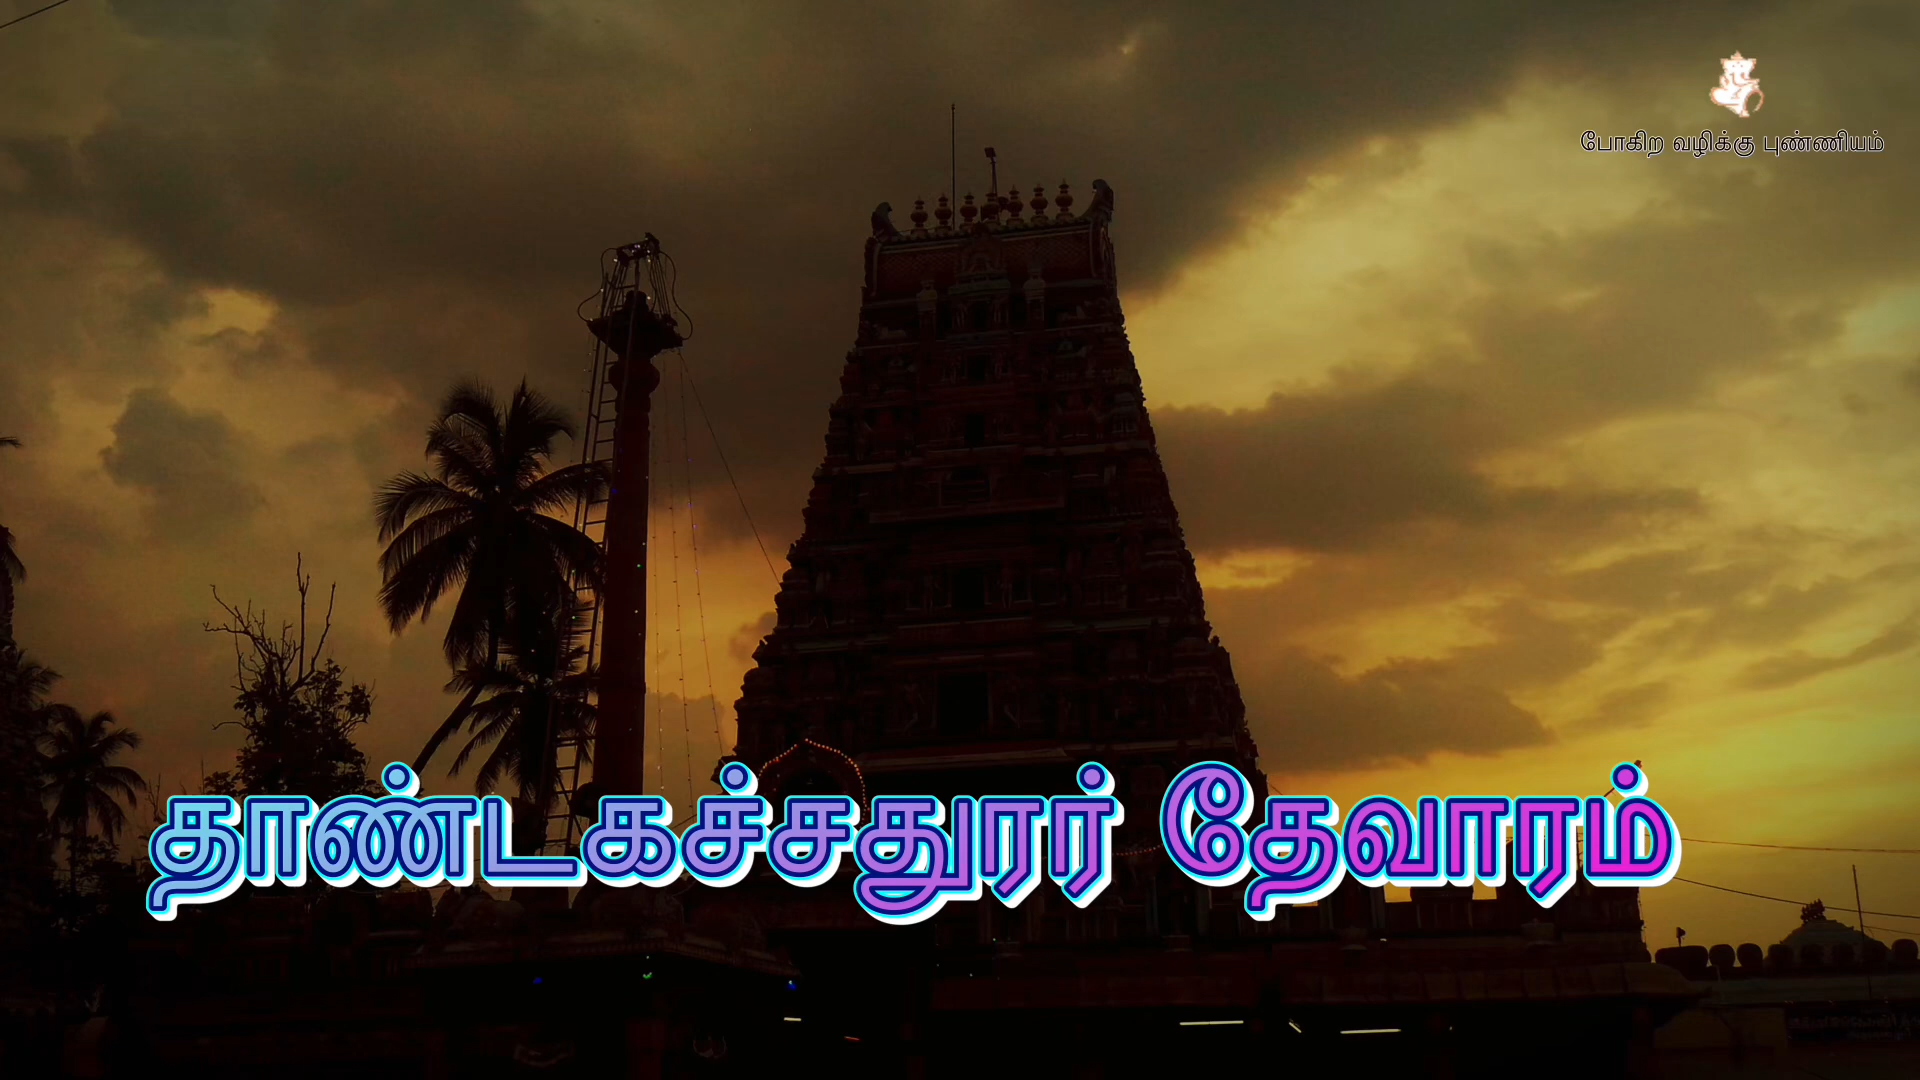 போகிற வழிக்கு புண்ணியம்
தாண்டகச்சதுரர் தேவாரம்